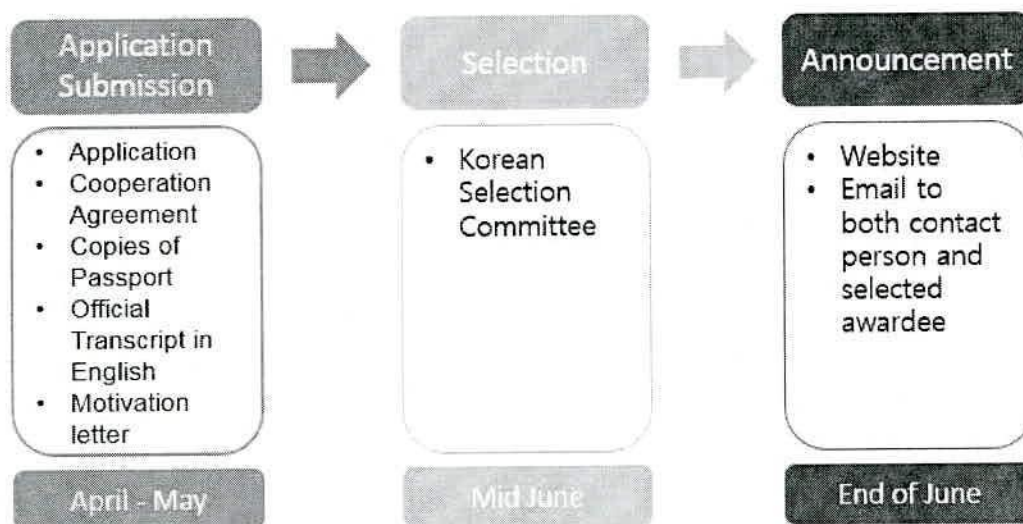 Application
Submission
Selection
Announcement
• Application
• Cooperation
Agreement
• Copies of
Passport
• Official
Transcript in
English
• Motivation
letter
• Korean
Selection
Committee
• Website
• Email to
both contact
person and
selected
awardee
April - May
Mid June
End of June